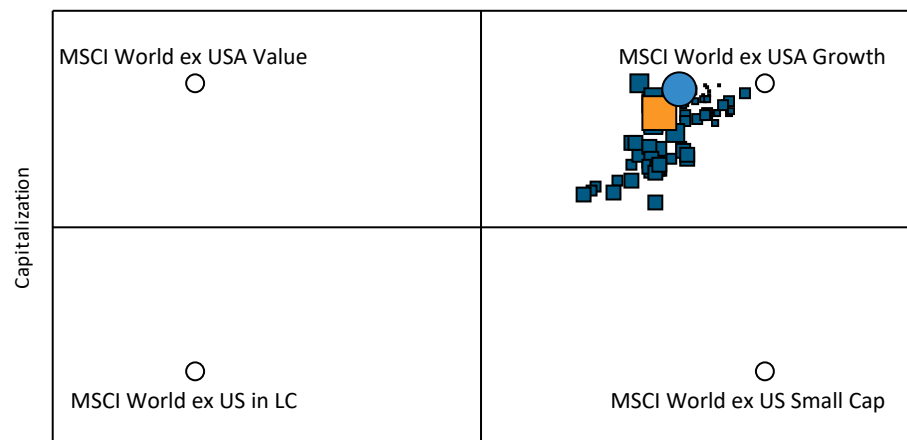 MSCI World ex USA Value
MSCI World ex USA Growth
Capitalization
MSCI World ex US in LC
MSCI World ex US Small Cap